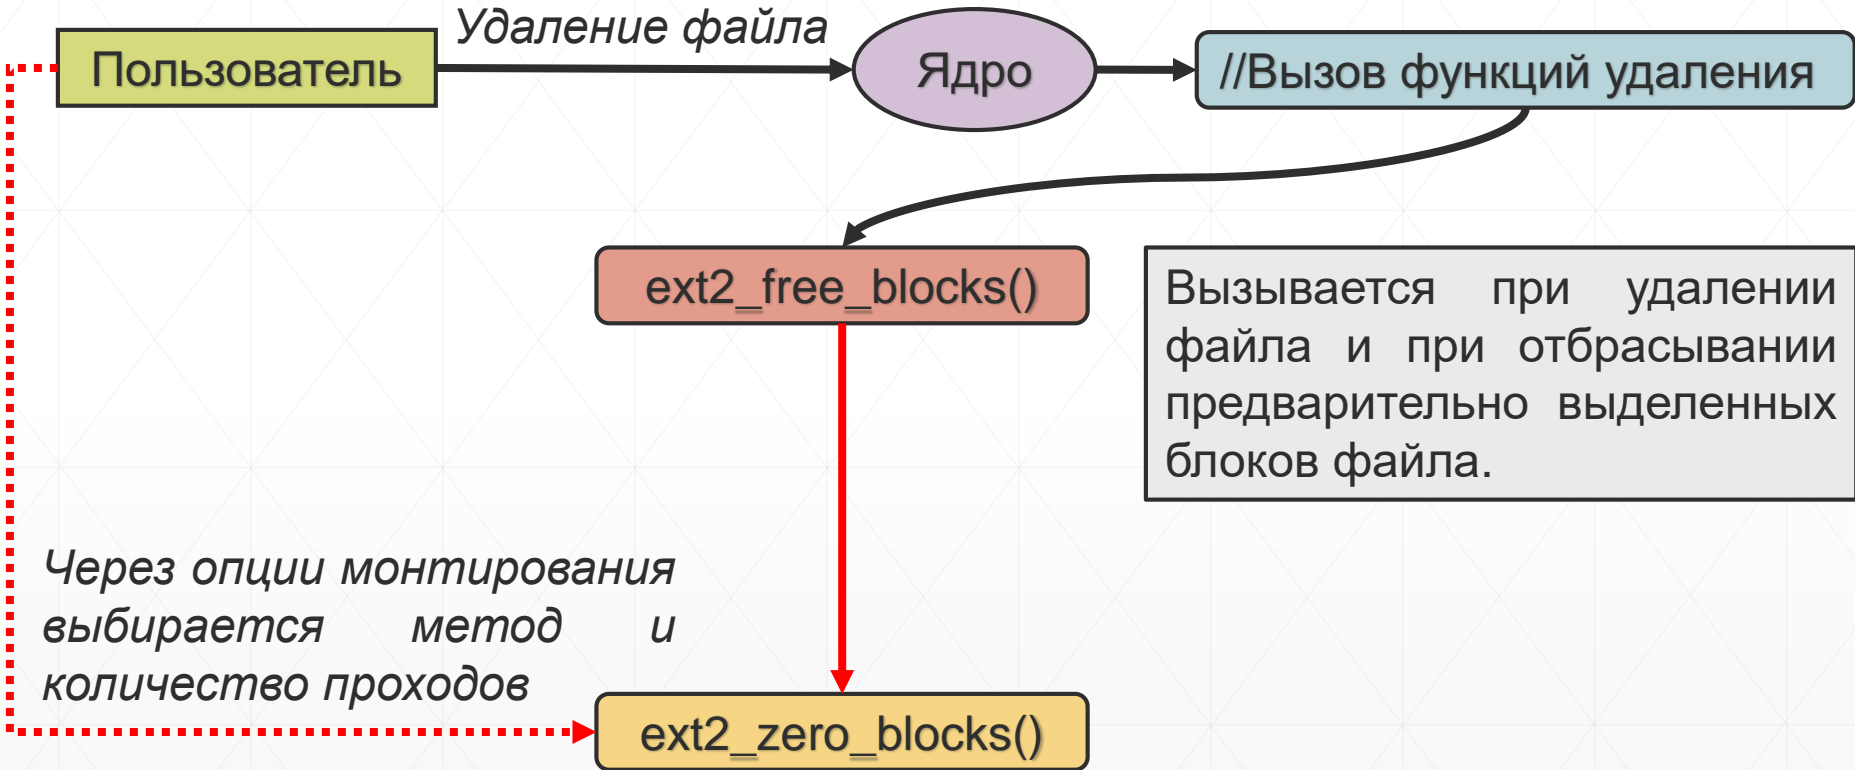 Удаление файла
Пользователь
Ядро
//Вызов функций удаления
ext2_free_blocks()
Вызывается при удалении
файла и при отбрасывании
предварительно выделенных
блоков файла.
Через опции монтирования
выбирается метод и
количество проходов
ext2_zero_blocks()